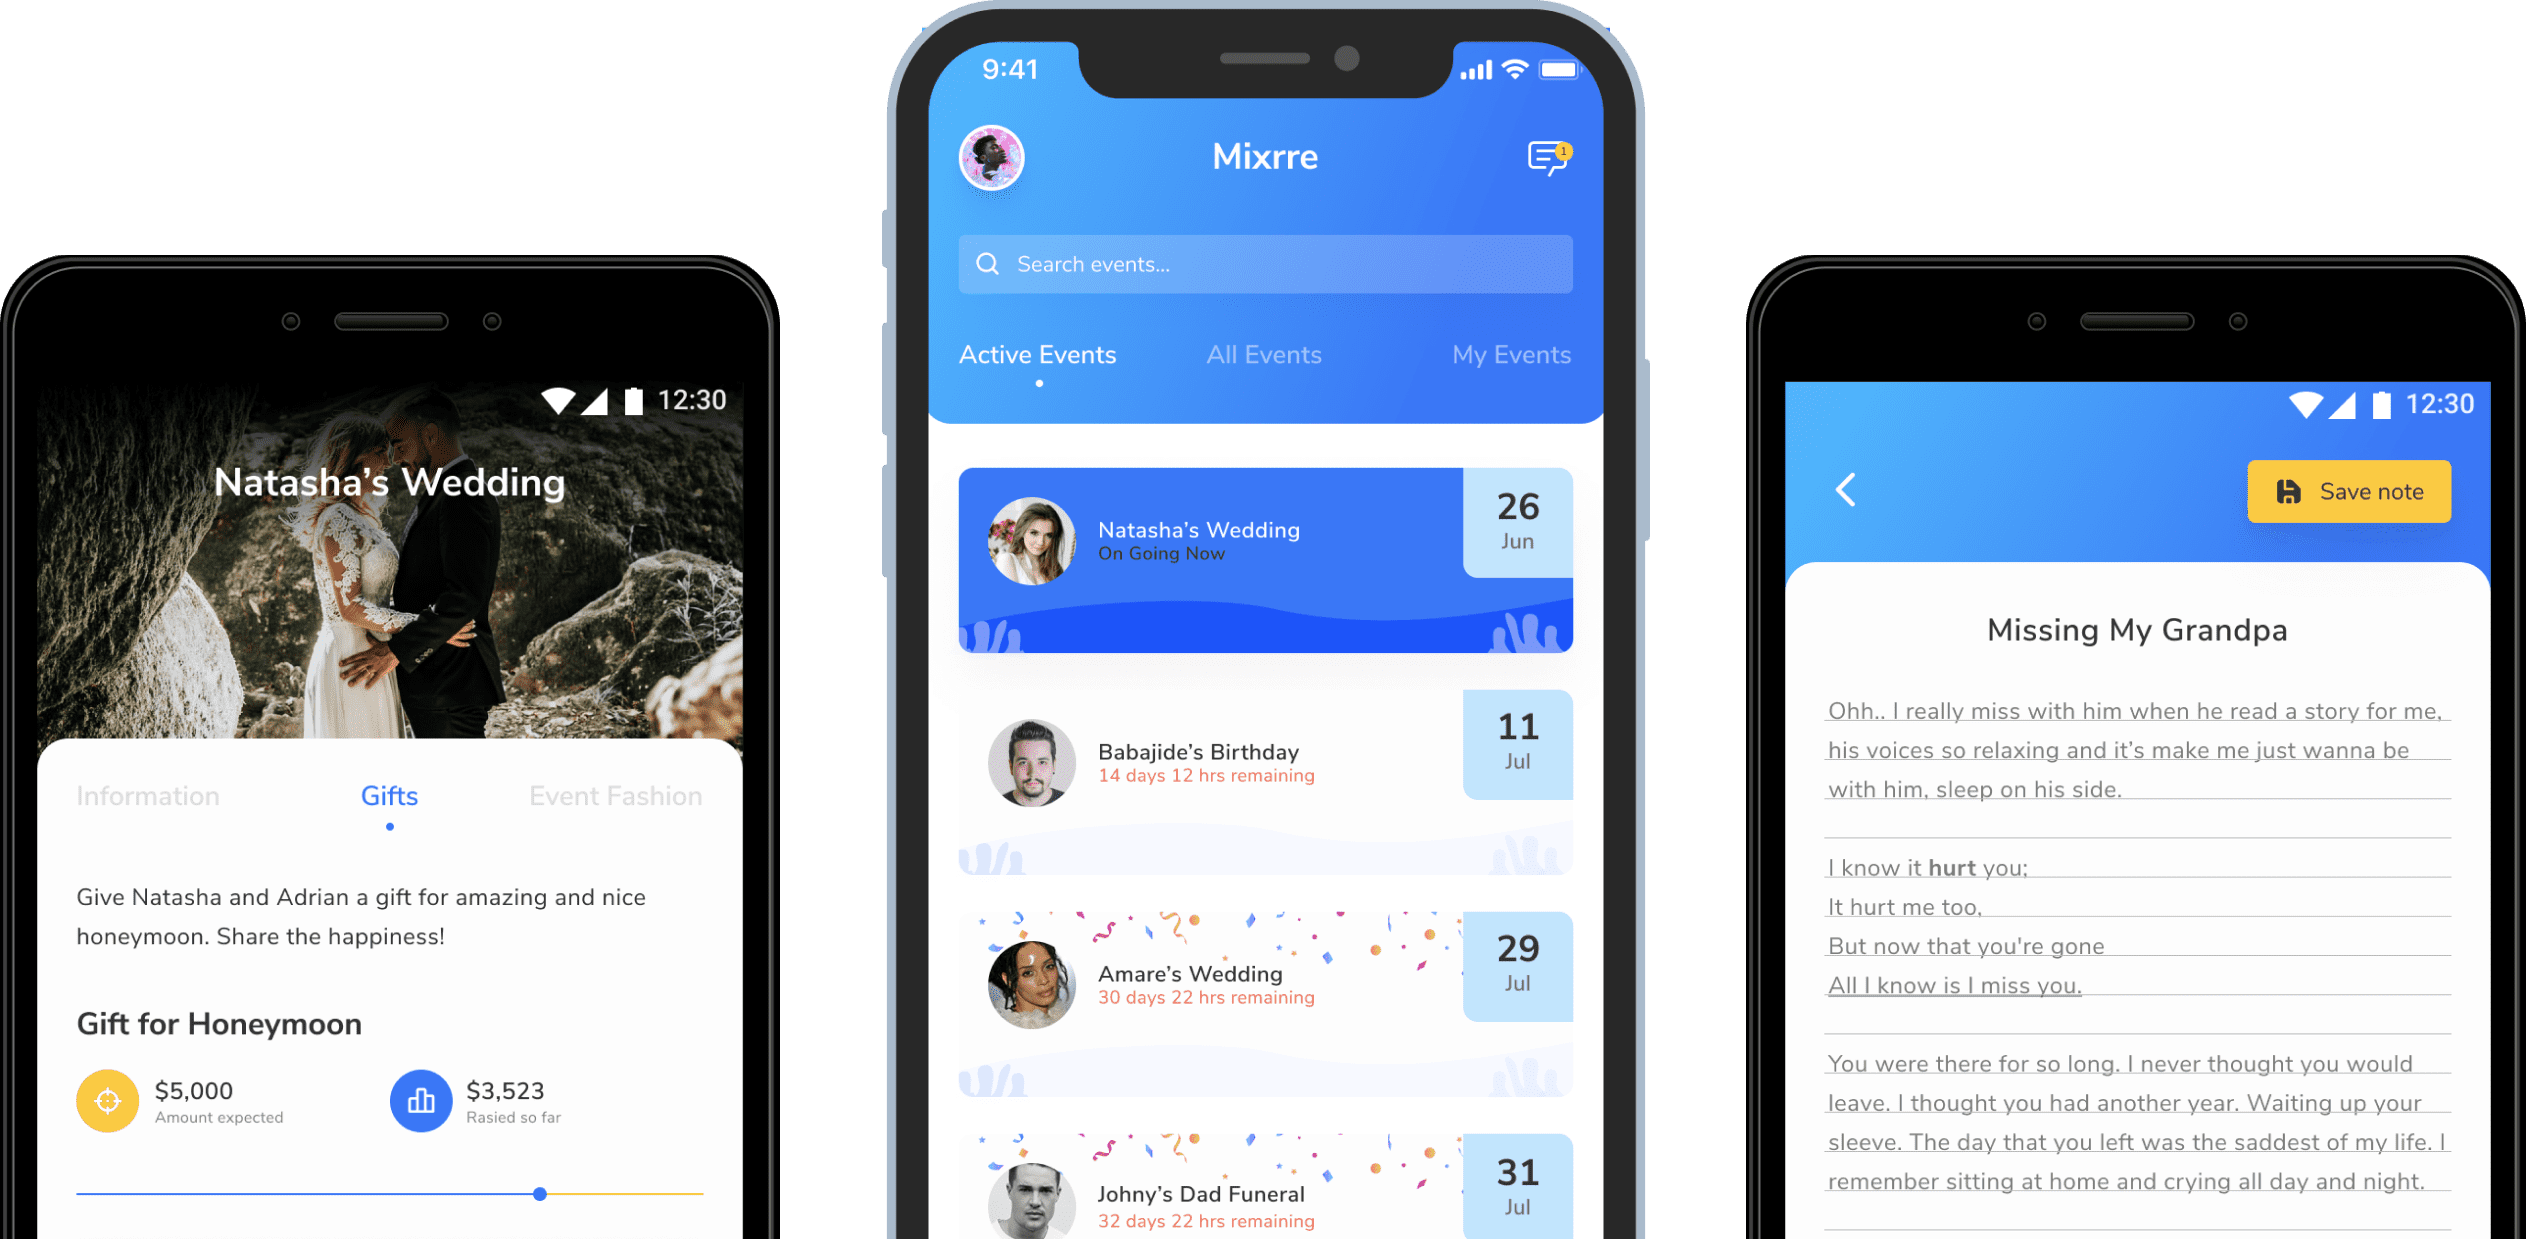 12:30
Natasha’s Wedding
Information
Gifts
Event Fashion
Give Natasha and Adrian a gift for amazing and nice
honeymoon. Share the happiness!
Gift for Honeymoon
$5,000
Amount expected
$3,523
Rasied so far
9:41
Mixrre
1
Search events...
Active Events
All Events
My Events
Natasha’s Wedding
On Going Now
26
Jun
Babajide’s Birthday
14 days 12 hrs remaining
11
Jul
Amare’s Wedding
30 days 22 hrs remaining
29
Jul
Johny’s Dad Funeral
32 days 22 hrs remaining
31
Jul
12:30
Save note
Missing My Grandpa
Ohh.. I really miss with him when he read a story for me,
his voices so relaxing and it’s make me just wanna be
with him, sleep on his side.
I know it hurt you;
It hurt me too,
But now that you're gone
All I know is I miss you.
You were there for so long. I never thought you would
leave. I thought you had another year. Waiting up your
sleeve. The day that you left was the saddest of my life. I
remember sitting at home and crying all day and night.